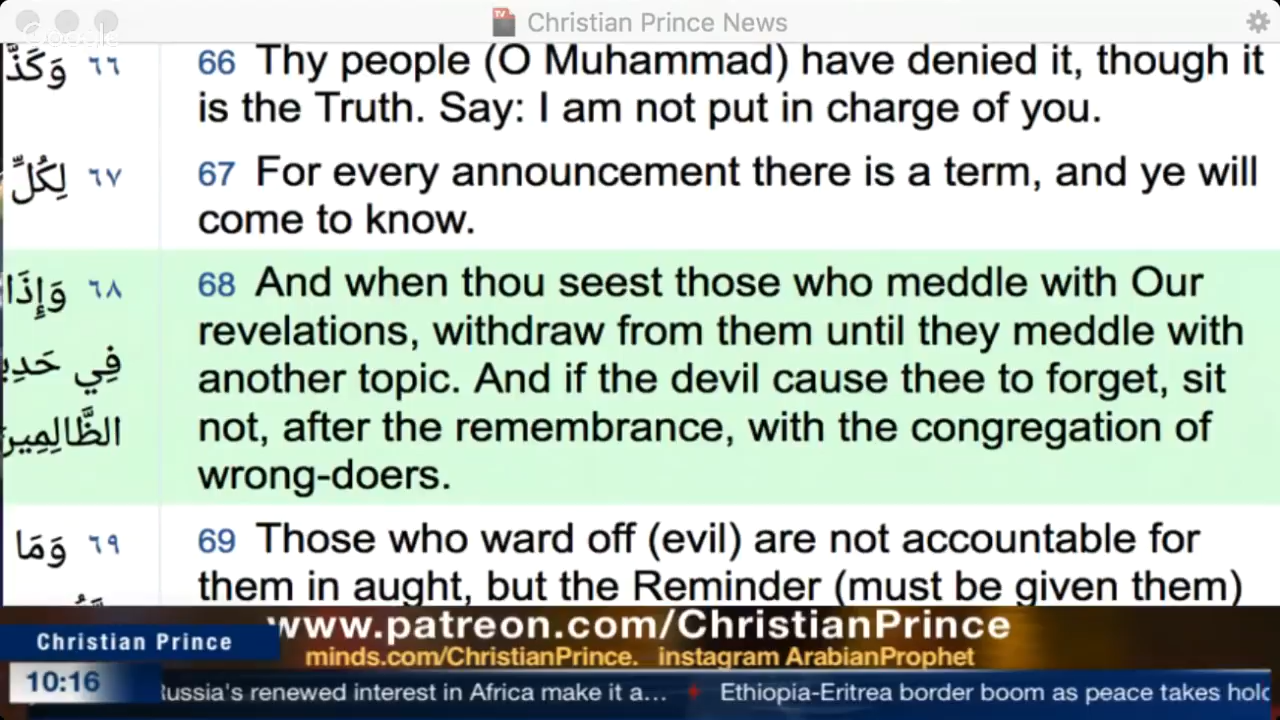 Christian Prince News
Google
٦٦ وَكَذَّ
66 Thy people (O Muhammad) have denied it, though it
is the Truth. Say: I am not put in charge of you.
٦٧ لِكُلِّ
67 For every announcement there is a term, and ye will
come to know.
٦٨ وَإِذَا
فِي حَدِي
الظَّالِمِين
68 And when thou seest those who meddle with Our
revelations, withdraw from them until they meddle with
another topic. And if the devil cause thee to forget, sit
not, after the remembrance, with the congregation of
wrong-doers.
٦٩ وَمَا
69 Those who ward off (evil) are not accountable for
them in aught, but the Reminder (must be given them)
www.patreon.com/ChristianPrince
Christian Prince
minds.com/ChristianPrince. instagram ArabianProphet
10:16
Russia's renewed interest in Africa make it a... Ethiopia-Eritrea border boom as peace takes hold